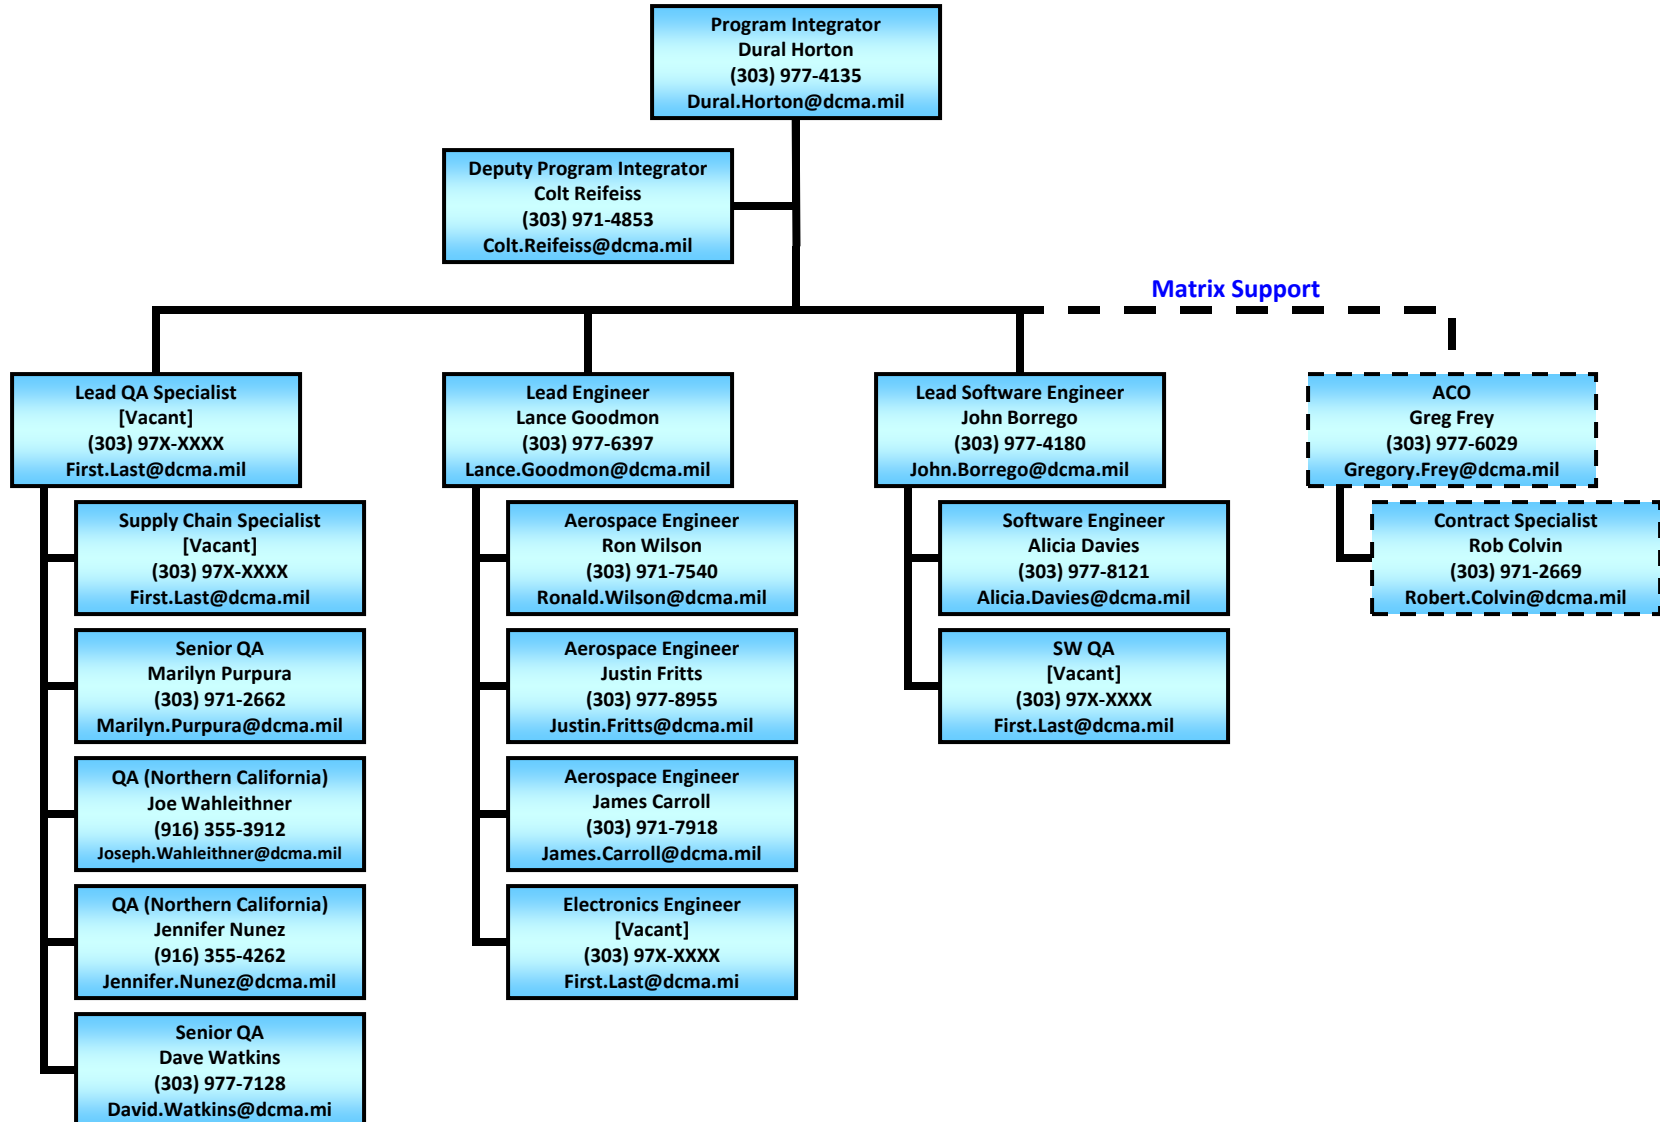 Program Integrator
Dural Horton
(303) 977-4135
Dural.Horton@dcma.mil
Deputy Program Integrator
Colt Reifeiss
(303) 971-4853
Colt.Reifeiss@dcma.mil
Matrix Support
Lead QA Specialist
[Vacant]
(303) 97X-XXXX
First.Last@dcma.mil
Supply Chain Specialist
[Vacant]
(303) 97X-XXXX
First.Last@dcma.mil
Senior QA
Marilyn Purpura
(303) 971-2662
Marilyn.Purpura@dcma.mil
QA (Northern California)
Joe Wahleithner
(916) 355-3912
Joseph.Wahleithner@dcma.mil
QA (Northern California)
Jennifer Nunez
(916) 355-4262
Jennifer.Nunez@dcma.mil
Senior QA
Dave Watkins
(303) 977-7128
David.Watkins@dcma.mi
Lead Engineer
Lance Goodmon
(303) 977-6397
Lance.Goodmon@dcma.mil
Aerospace Engineer
Ron Wilson
(303) 971-7540
Ronald.Wilson@dcma.mil
Aerospace Engineer
Justin Fritts
(303) 977-8955
Justin.Fritts@dcma.mil
Aerospace Engineer
James Carroll
(303) 971-7918
James.Carroll@dcma.mil
Electronics Engineer
[Vacant]
(303) 97X-XXXX
First.Last@dcma.mi
Lead Software Engineer
John Borrego
(303) 977-4180
John.Borrego@dcma.mil
Software Engineer
Alicia Davies
(303) 977-8121
Alicia.Davies@dcma.mil
SW QA
[Vacant]
(303) 97X-XXXX
First.Last@dcma.mil
ACO
Greg Frey
(303) 977-6029
Gregory.Frey@dcma.mil
Contract Specialist
Rob Colvin
(303) 971-2669
Robert.Colvin@dcma.mil